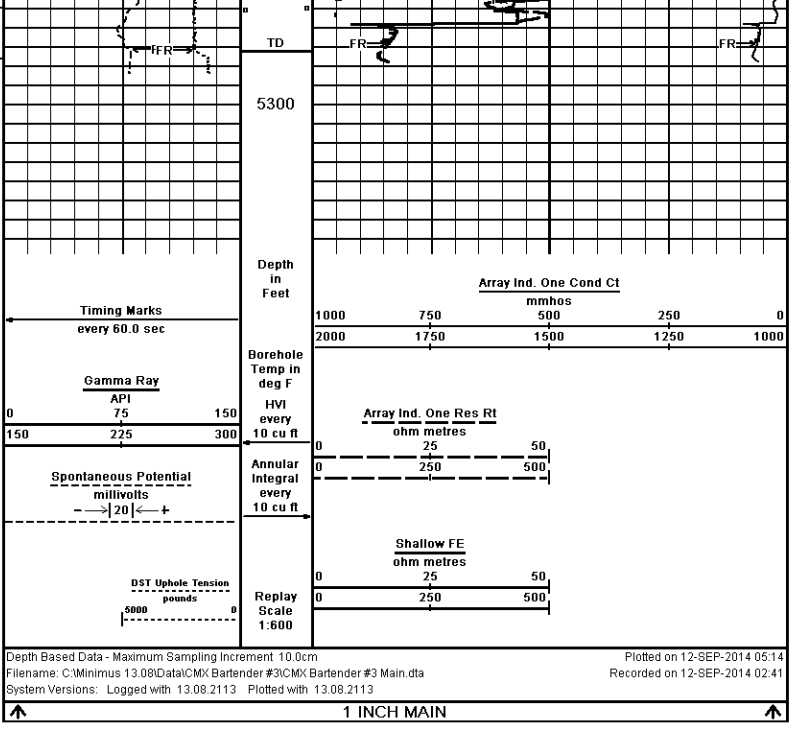 TD
FR
FR
FR
5300
Depth
in
Feet
Timing Marks
every 60.0 sec
Array Ind. One Cond Ct
mmhos
1000 750 500 250 0
2000 1750 1500 1250 1000
Borehole
Temp in
deg F
Gamma Ray
API
0 75 150
150 225 300
HVI
every
10 cu ft
Array Ind. One Res Rt
ohm metres
0 25 50
0 250 500
Spontaneous Potential
millivolts
- 20 +
Annular
Integral
every
10 cu ft
Shallow FE
ohm metres
0 25 50
0 250 500
DST Uphole Tension
pounds
5000 0
Replay
Scale
1:600
Depth Based Data - Maximum Sampling Increment 10.0cm
Plotted on 12-SEP-2014 05:14
Filename: C:\Minimus 13.08\Data\CMX Bartender #3\CMX Bartender #3 Main.dta
Recorded on 12-SEP-2014 02:41
System Versions: Logged with 13.08.2113 Plotted with 13.08.2113
1 INCH MAIN